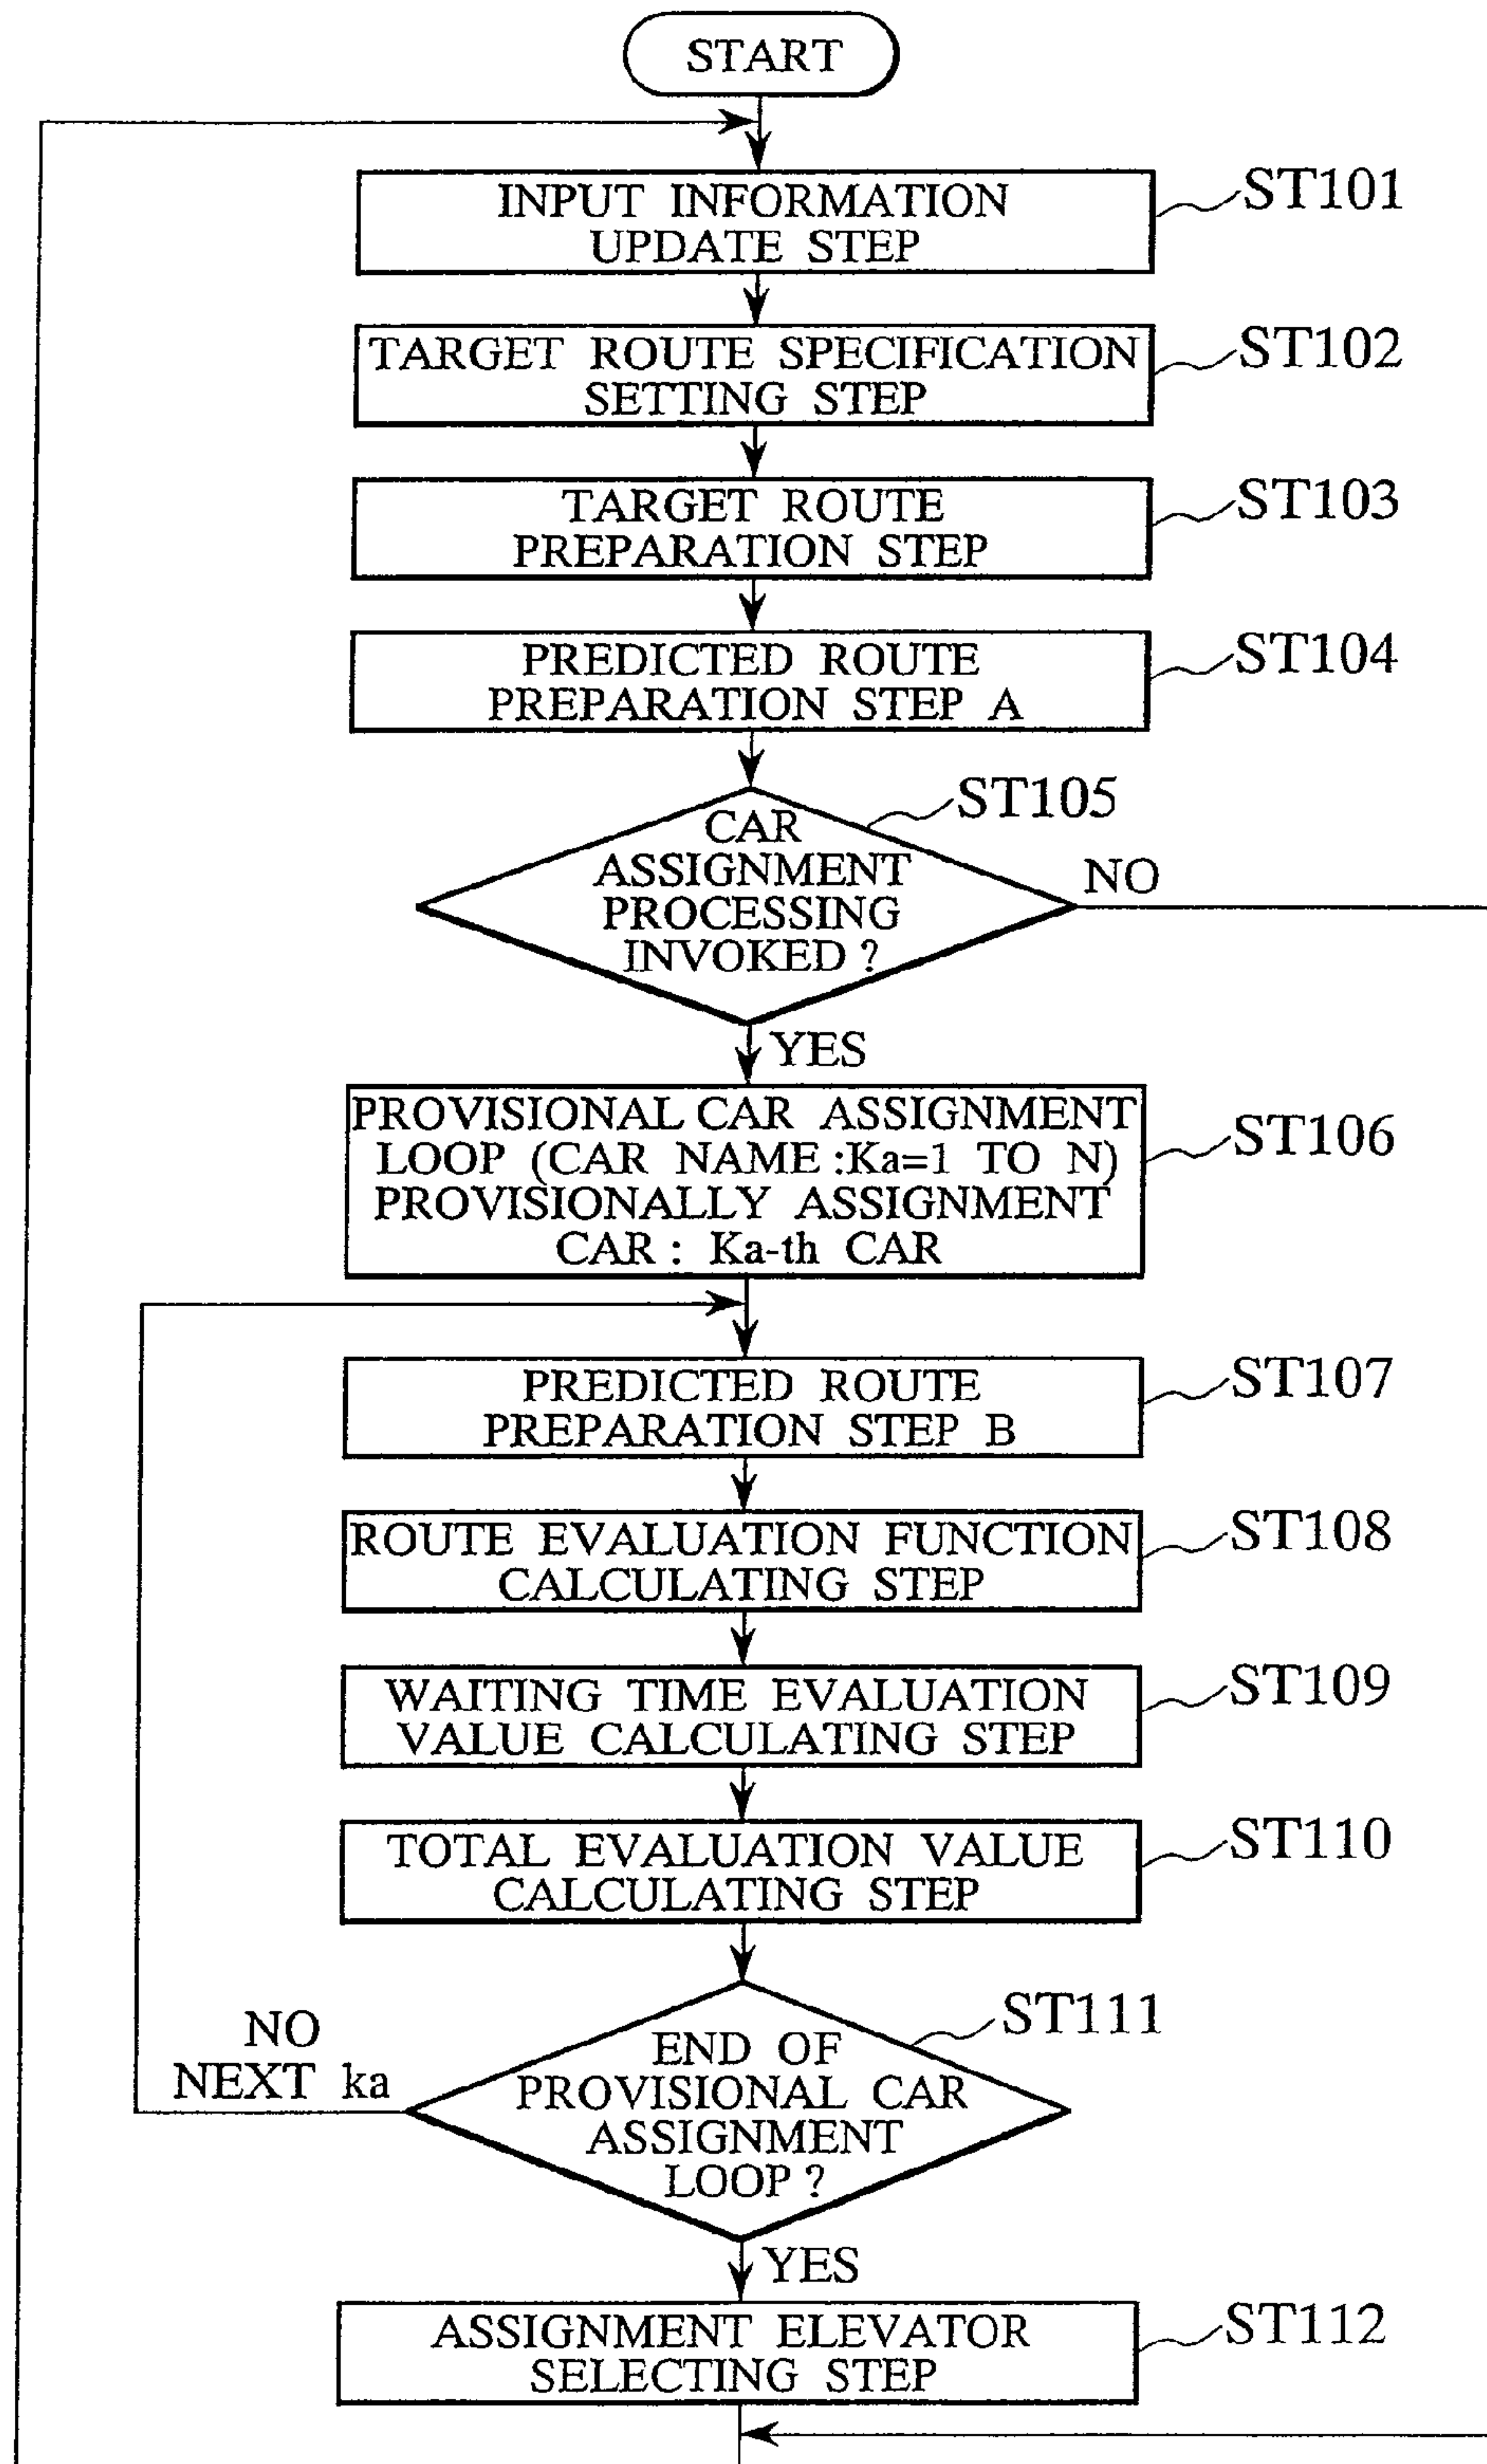 START
INPUT INFORMATION
UPDATE STEP
ST101
TARGET ROUTE SPECIFICATION
SETTING STEP
ST102
TARGET ROUTE
PREPARATION STEP
ST103
PREDICTED ROUTE
PREPARATION STEP A
ST104
ST105
CAR
ASSIGNMENT
PROCESSING
INVOKED ?
NO
YES
PROVISIONAL CAR ASSIGNMENT
LOOP (CAR NAME :Ka=1 TO N)
PROVISIONALLY ASSIGNMENT
CAR : Ka-th CAR
ST106
PREDICTED ROUTE
PREPARATION STEP B
ST107
ROUTE EVALUATION FUNCTION
CALCULATING STEP
ST108
WAITING TIME EVALUATION
VALUE CALCULATING STEP
ST109
TOTAL EVALUATION VALUE
CALCULATING STEP
ST110
ST111
END OF
PROVISIONAL CAR
ASSIGNMENT
LOOP ?
NO
NEXT ka
YES
ASSIGNMENT ELEVATOR
SELECTING STEP
ST112